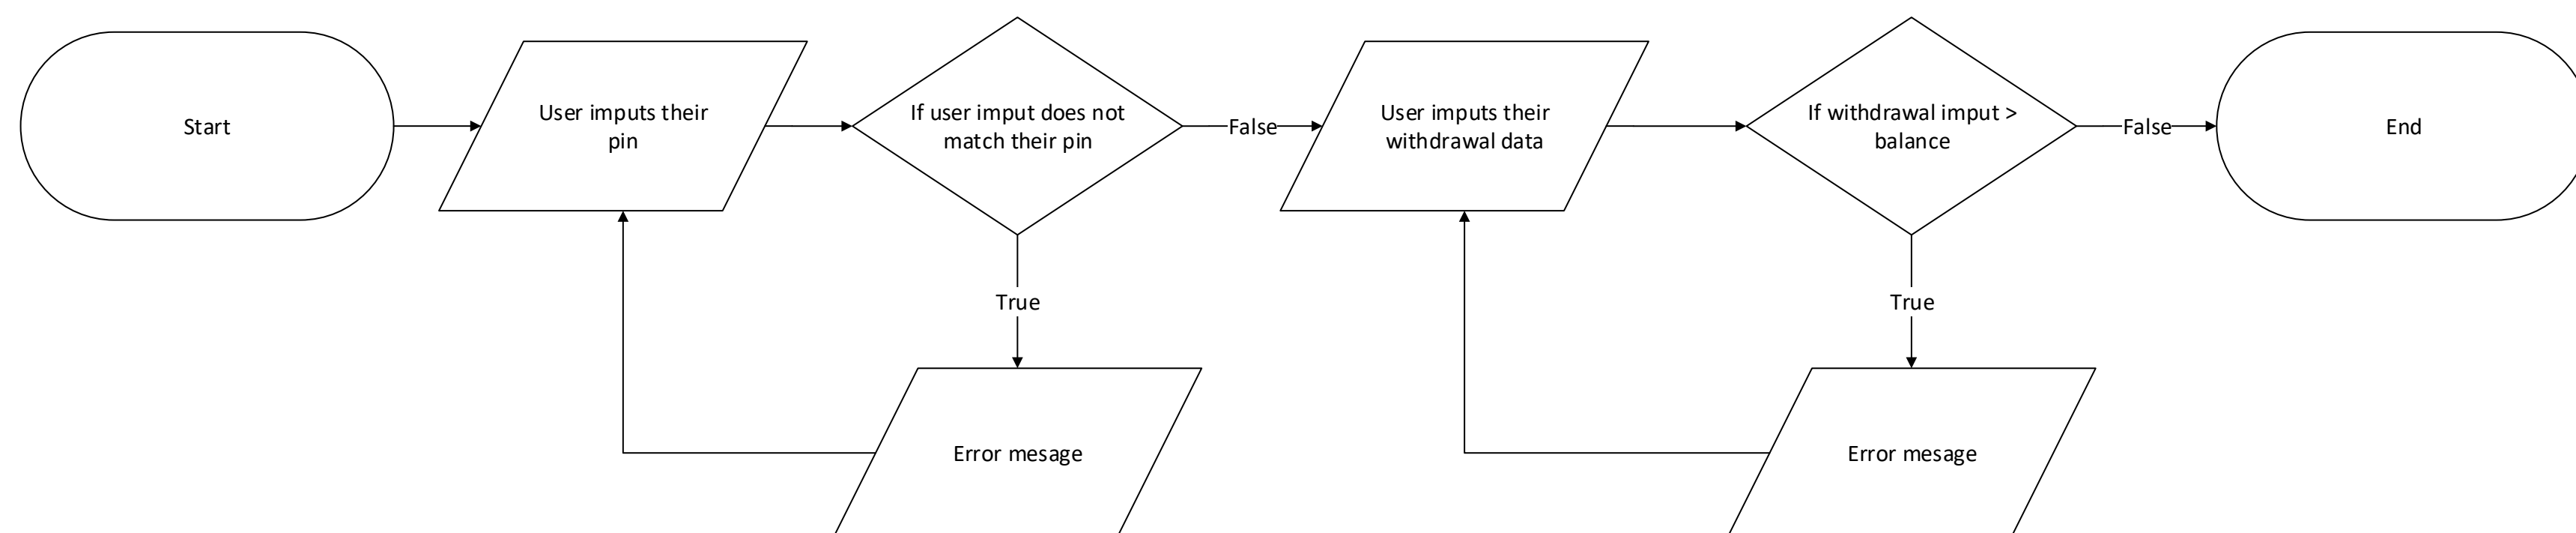 Start
User imputs their
pin
If user imput does not
match their pin
False
User imputs their
withdrawal data
If withdrawal imput >
balance
False
End
True
True
Error mesage
Error mesage